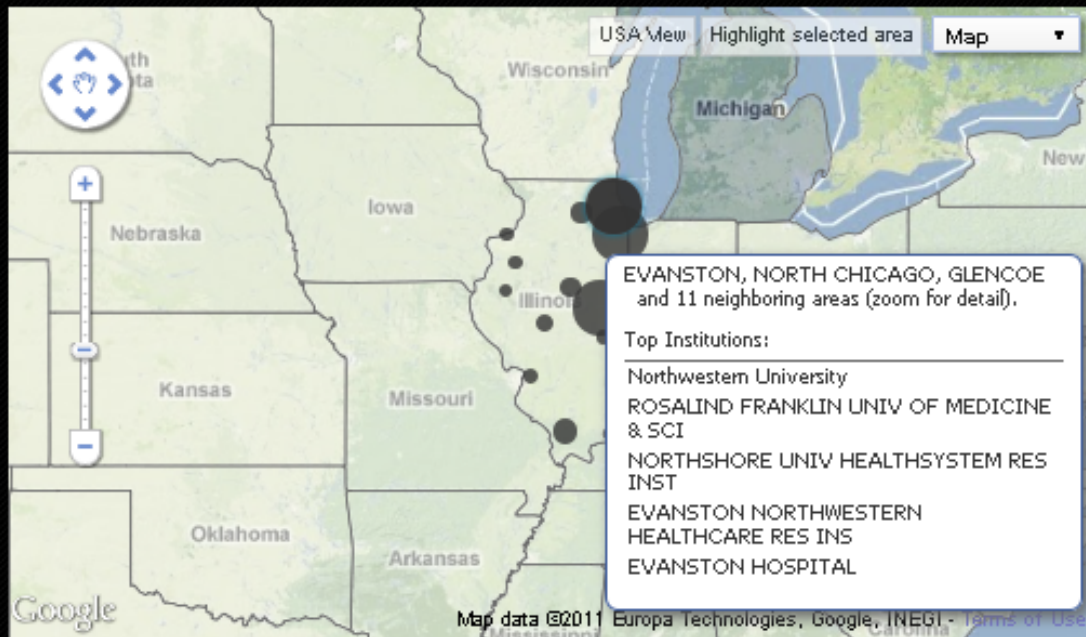 USA View
Highlight selected area
Map
Wisconsin
Michigan
New
Iowa
Nebraska
Illinois
EVANSTON, NORTH CHICAGO, GLENCOE
and 11 neighboring areas (zoom for detail).
Top Institutions:
Northwestern University
ROSALIND FRANKLIN UNIV OF MEDICINE
& SCI
NORTHSHORE UNIV HEALTHSYSTEM RES
INST
EVANSTON NORTHWESTERN
HEALTHCARE RES INS
EVANSTON HOSPITAL
Kansas
Missouri
Oklahoma
Arkansas
Google
Map data ©2011 Europa Technologies, Google, INEGI - Terms of Use
Mississippi
Carolina